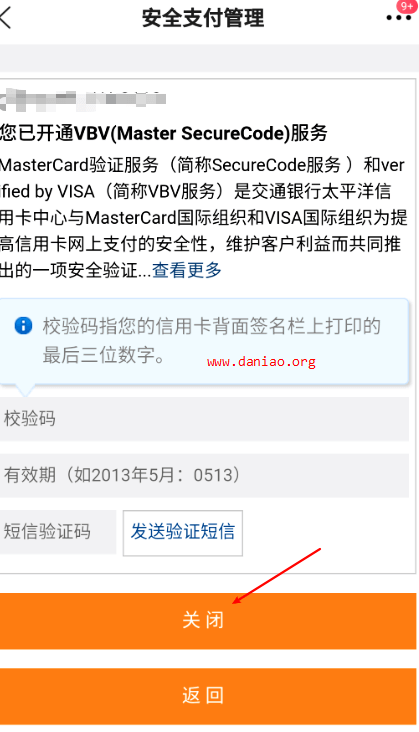 安全支付管理
9+
您已开通VBV(Master SecureCode)服务
MasterCard验证服务（简称SecureCode服务 ）和ver
ified by VISA（简称VBV服务）是交通银行太平洋信
用卡中心与MasterCard国际组织和VISA国际组织为提
高信用卡网上支付的安全性，维护客户利益而共同推
出的一项安全验证...查看更多
校验码指您的信用卡背面签名栏上打印的
最后三位数字。
www.daniao.org
校验码
有效期（如2013年5月：0513）
短信验证码 发送验证短信
关 闭
返 回